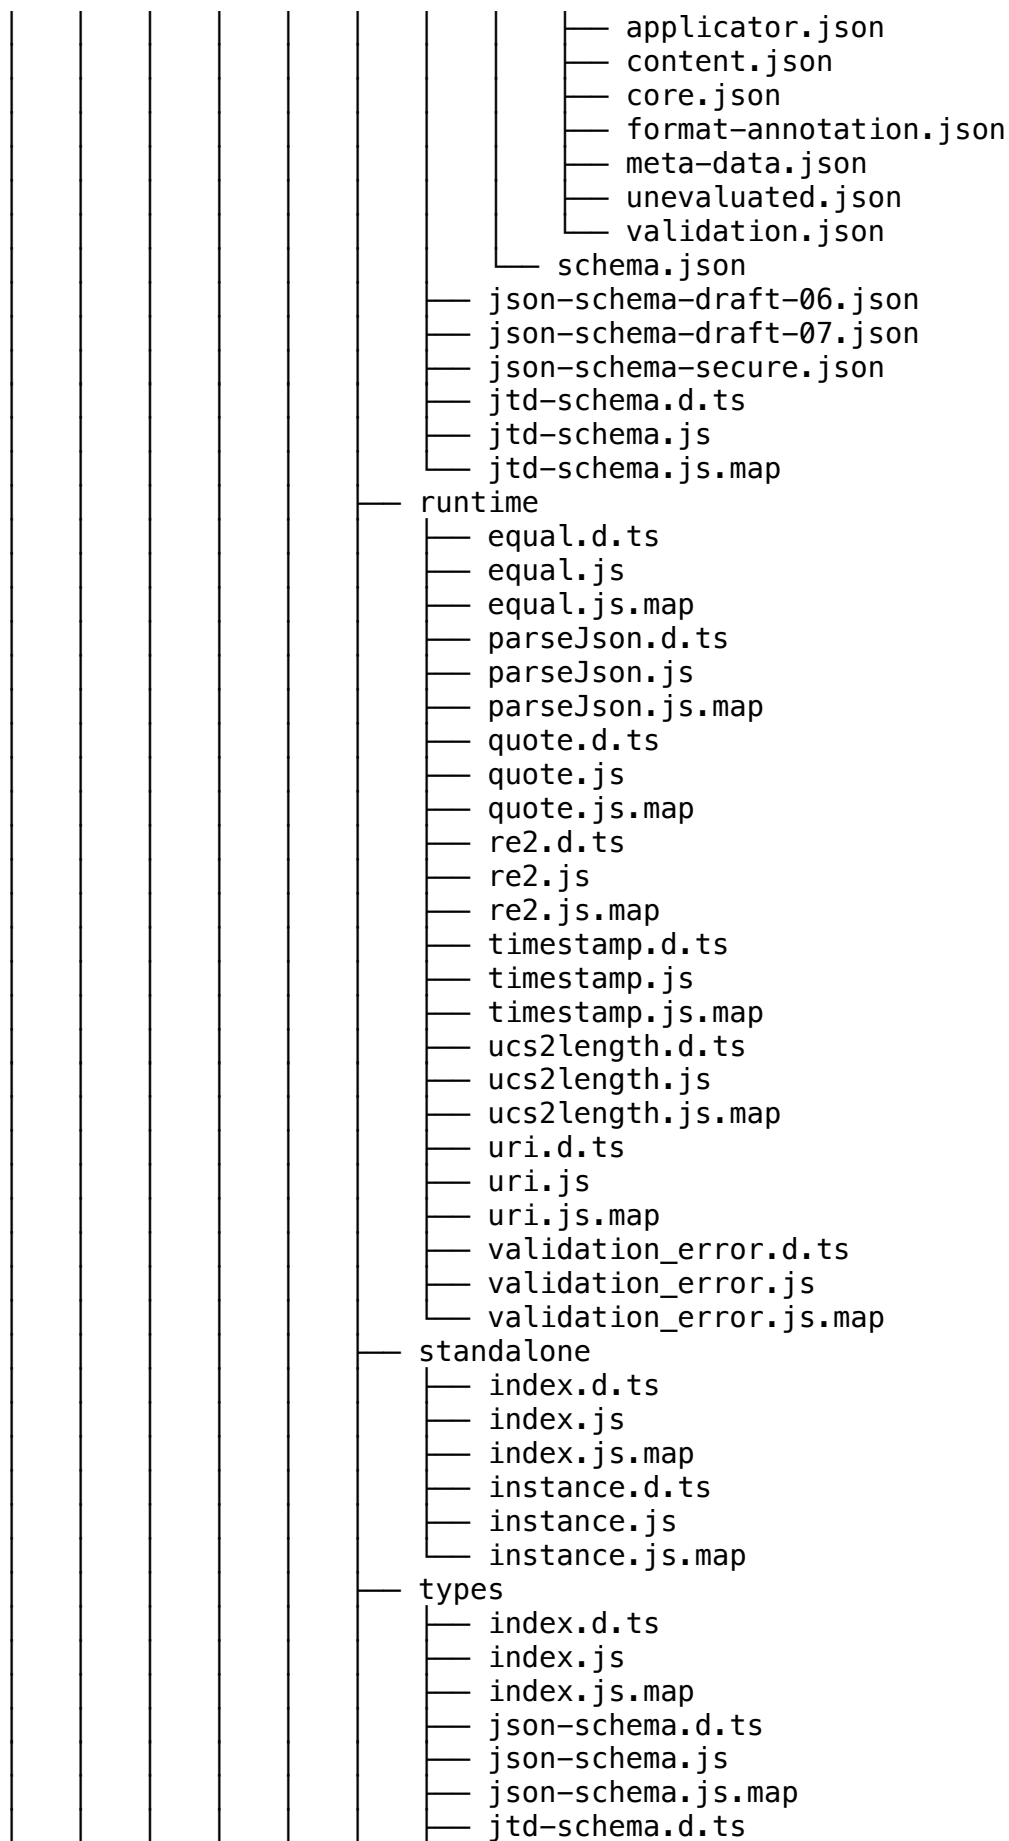 │   │   │   │   │   │   │   │   ├── applicator.json
│   │   │   │   │   │   │   │   ├── content.json
│   │   │   │   │   │   │   │   ├── core.json
│   │   │   │   │   │   │   │   ├── format-annotation.json
│   │   │   │   │   │   │   │   ├── meta-data.json
│   │   │   │   │   │   │   │   ├── unevaluated.json
│   │   │   │   │   │   │   │   └── validation.json
│   │   │   │   │   │   │   └── schema.json
│   │   │   │   │   │   ├── json-schema-draft-06.json
│   │   │   │   │   │   ├── json-schema-draft-07.json
│   │   │   │   │   │   ├── json-schema-secure.json
│   │   │   │   │   │   ├── jtd-schema.d.ts
│   │   │   │   │   │   ├── jtd-schema.js
│   │   │   │   │   │   └── jtd-schema.js.map
│   │   │   │   │   ├── runtime
│   │   │   │   │   │   ├── equal.d.ts
│   │   │   │   │   │   ├── equal.js
│   │   │   │   │   │   ├── equal.js.map
│   │   │   │   │   │   ├── parseJson.d.ts
│   │   │   │   │   │   ├── parseJson.js
│   │   │   │   │   │   ├── parseJson.js.map
│   │   │   │   │   │   ├── quote.d.ts
│   │   │   │   │   │   ├── quote.js
│   │   │   │   │   │   ├── quote.js.map
│   │   │   │   │   │   ├── re2.d.ts
│   │   │   │   │   │   ├── re2.js
│   │   │   │   │   │   ├── re2.js.map
│   │   │   │   │   │   ├── timestamp.d.ts
│   │   │   │   │   │   ├── timestamp.js
│   │   │   │   │   │   ├── timestamp.js.map
│   │   │   │   │   │   ├── ucs2length.d.ts
│   │   │   │   │   │   ├── ucs2length.js
│   │   │   │   │   │   ├── ucs2length.js.map
│   │   │   │   │   │   ├── uri.d.ts
│   │   │   │   │   │   ├── uri.js
│   │   │   │   │   │   ├── uri.js.map
│   │   │   │   │   │   ├── validation_error.d.ts
│   │   │   │   │   │   ├── validation_error.js
│   │   │   │   │   │   └── validation_error.js.map
│   │   │   │   │   ├── standalone
│   │   │   │   │   │   ├── index.d.ts
│   │   │   │   │   │   ├── index.js
│   │   │   │   │   │   ├── index.js.map
│   │   │   │   │   │   ├── instance.d.ts
│   │   │   │   │   │   ├── instance.js
│   │   │   │   │   │   └── instance.js.map
│   │   │   │   │   ├── types
│   │   │   │   │   │   ├── index.d.ts
│   │   │   │   │   │   ├── index.js
│   │   │   │   │   │   ├── index.js.map
│   │   │   │   │   │   ├── json-schema.d.ts
│   │   │   │   │   │   ├── json-schema.js
│   │   │   │   │   │   ├── json-schema.js.map
│   │   │   │   │   │   ├── jtd-schema.d.ts